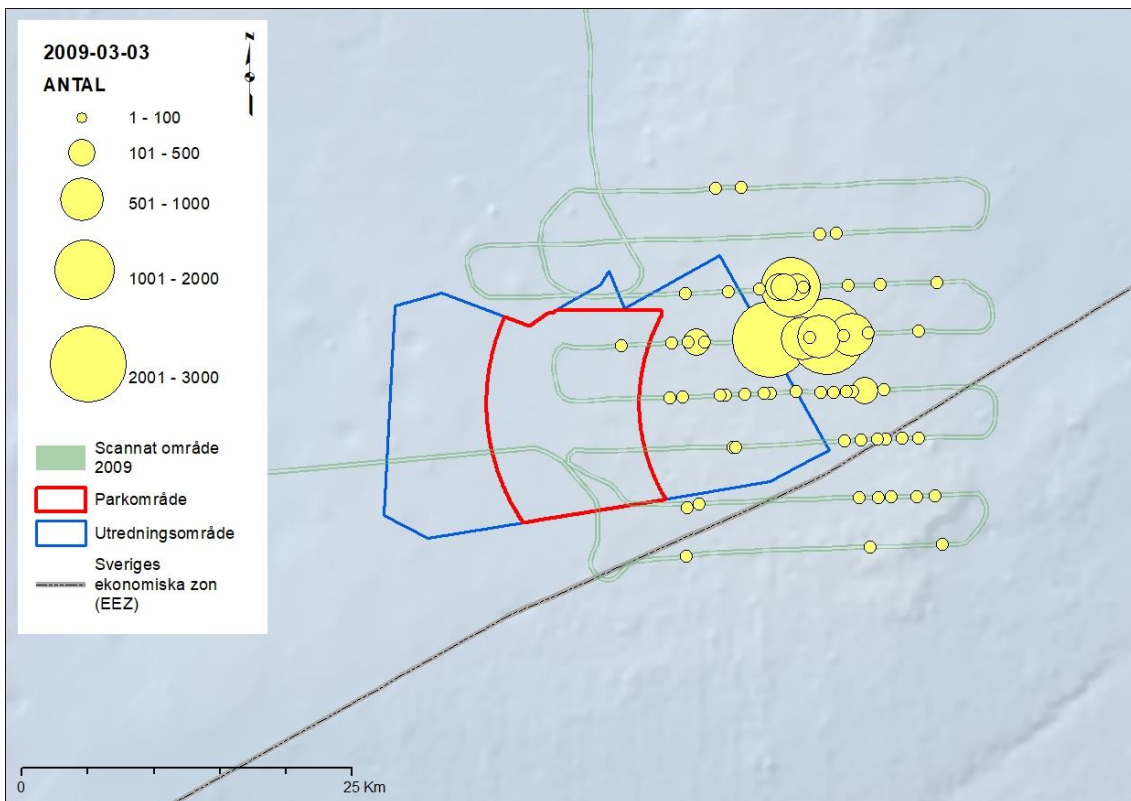 2009-03-03
N
ANTAL
1 - 100
101 - 500
501 - 1000
1001 - 2000
2001 - 3000
Scannat område
2009
Parkområde
Utredningsområde
Sveriges
ekonomiska zon
(EEZ)
0
25 Km